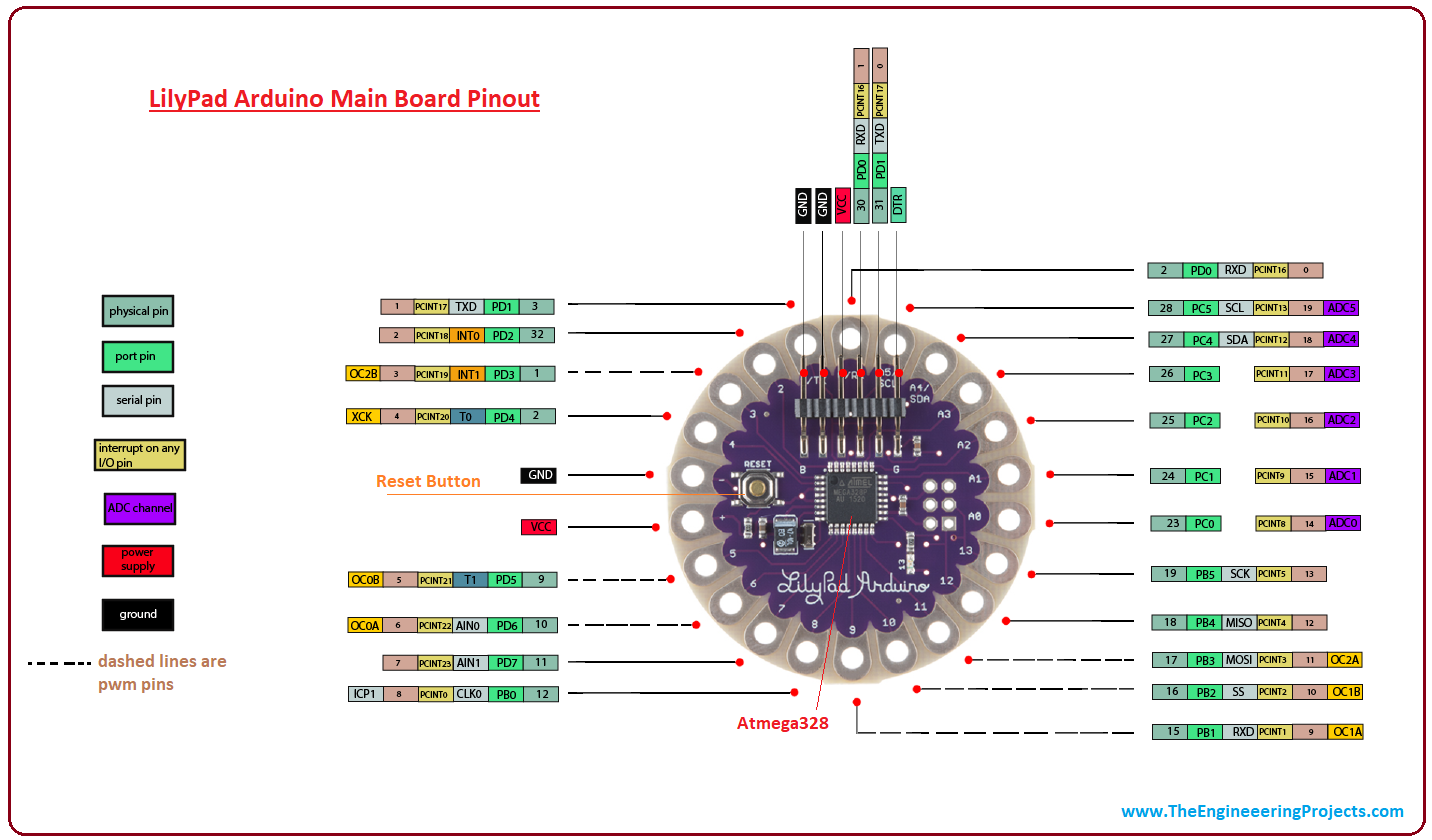 LilyPad Arduino Main Board Pinout
1 0
PCINT16 PCINT17
RXD TXD
PD0 PD1
GND GND VCC 30 31 DTR
physical pin
port pin
serial pin
interrupt on any
I/O pin
ADC channel
power
supply
ground
dashed lines are
pwm pins
1 PCINT17 TXD PD1 3
2 PCINT18 INT0 PD2 32
OC2B 3 PCINT19 INT1 PD3 1
XCK 4 PCINT20 T0 PD4 2
GND
Reset Button
VCC
OC0B 5 PCINT21 T1 PD5 9
OC0A 6 PCINT22 AIN0 PD6 10
7 PCINT23 AIN1 PD7 11
ICP1 8 PCINT0 CLK0 PB0 12
2 PD0 RXD PCINT16 0
28 PC5 SCL PCINT13 19 ADC5
27 PC4 SDA PCINT12 18 ADC4
26 PC3 PCINT11 17 ADC3
25 PC2 PCINT10 16 ADC2
24 PC1 PCINT9 15 ADC1
23 PC0 PCINT8 14 ADC0
19 PB5 SCK PCINT5 13
18 PB4 MISO PCINT4 12
17 PB3 MOSI PCINT3 11 OC2A
16 PB2 SS PCINT2 10 OC1B
15 PB1 RXD PCINT1 9 OC1A
SCL
A4/
SDA
2
3
A3
4
A2
B G
RESET
-
A1
ATMEL
+
A0
5
13
13
6
12
LilyPad Arduino
7
11
8
10
9
Atmega328
www.TheEngineeeringProjects.com